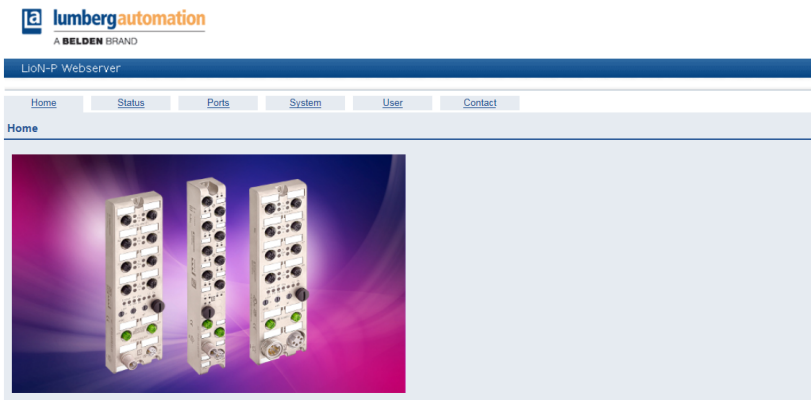 lumbergautomation
A BELDEN BRAND
LioN-P Webserver
Home Status Ports System User Contact
Home